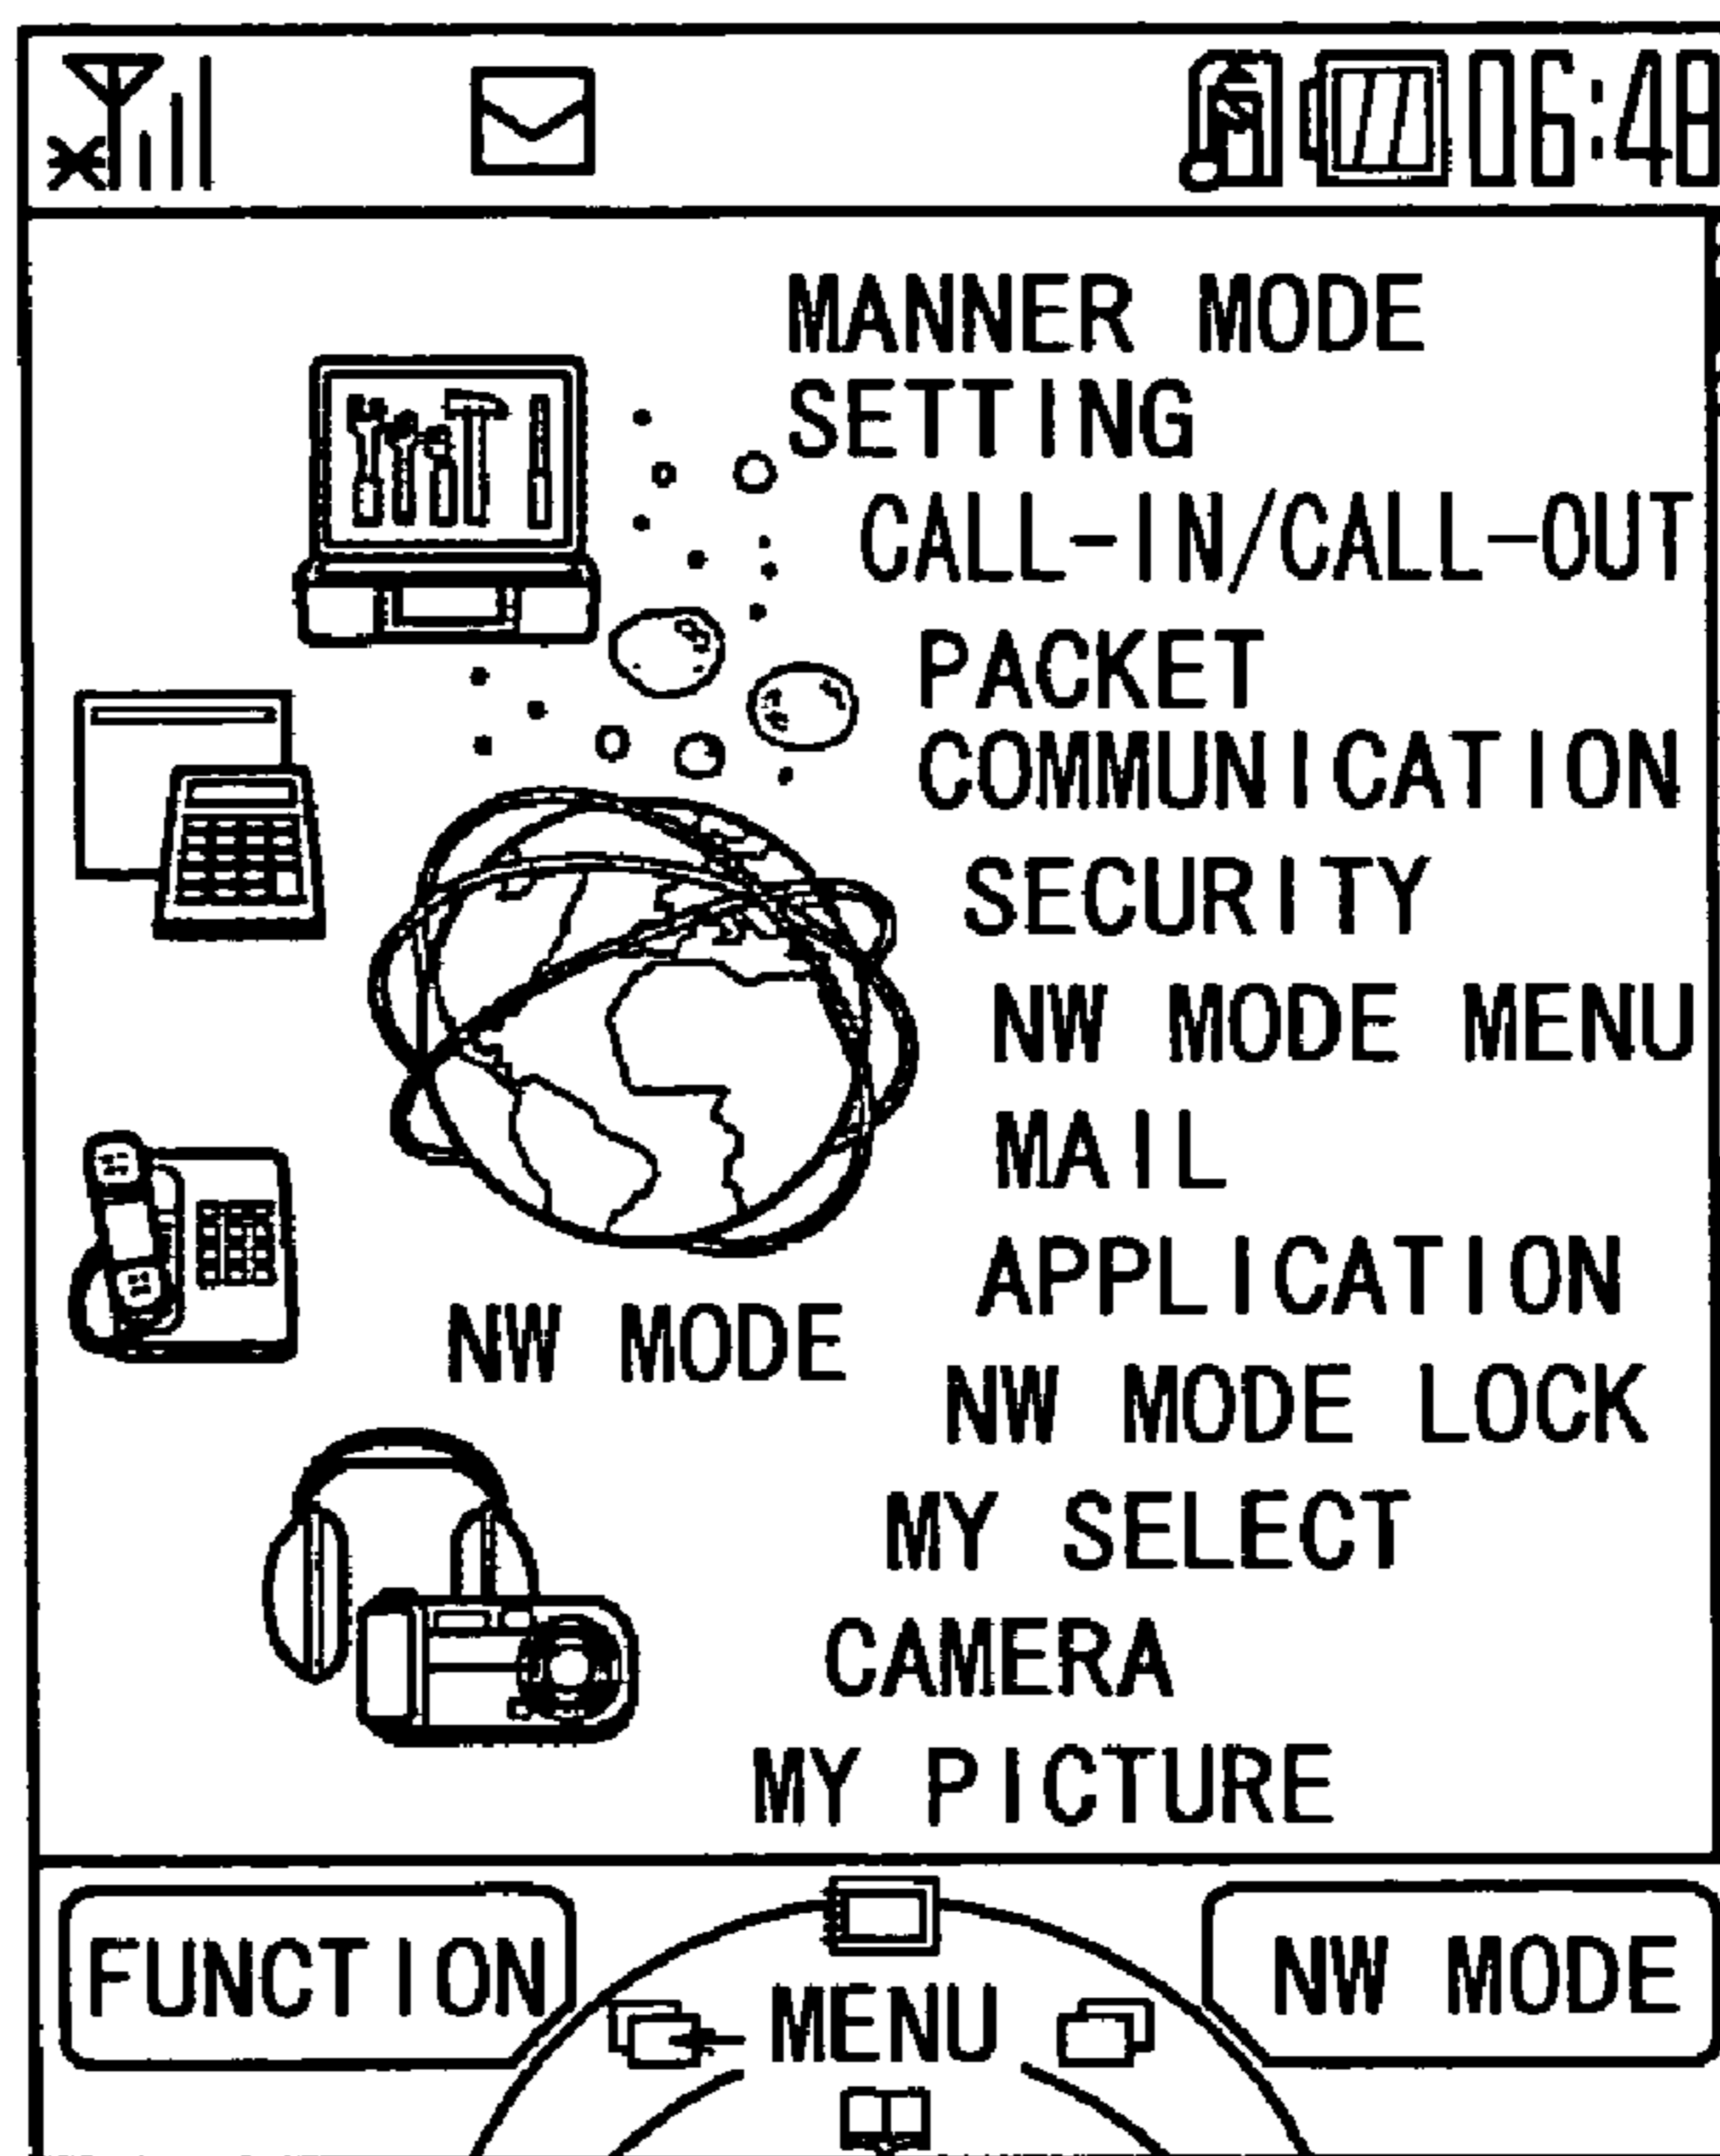 06:48
MANNER MODE
SETTING
CALL-IN/CALL-OUT
PACKET
COMMUNICATION
SECURITY
NW MODE MENU
MAIL
APPLICATION
NW MODE
NW MODE LOCK
MY SELECT
CAMERA
MY PICTURE
FUNCTION
MENU
NW MODE